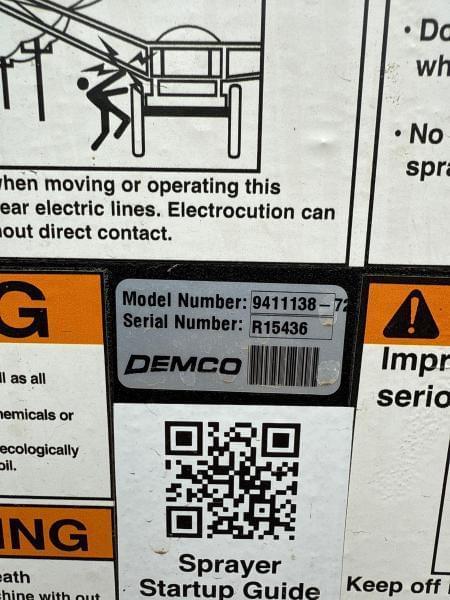 • Do
wh
• No
spra
when moving or operating this
ear electric lines. Electrocution can
hout direct contact.
G
ll as all
hemicals or
ecologically
oil.
ING
eath
chine with out
Model Number: 9411138-72
Serial Number: R15436
DEMCO
Sprayer
Startup Guide
Impr
serio
Keep off